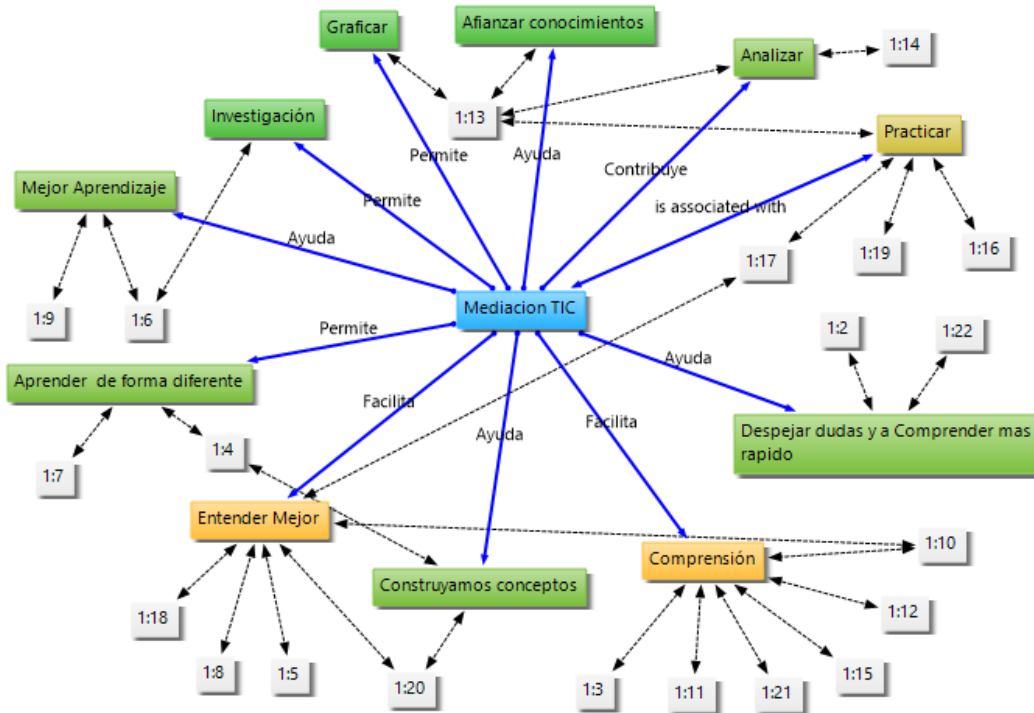 Graficar
Afianzar conocimientos
Analizar
1:14
1:13
Investigación
Practicar
Permite
Ayuda
Contribuye
Mejor Aprendizaje
Permite
is associated with
Ayuda
1:17
1:19
1:16
1:9
1:6
Mediacion TIC
Permite
1:2
1:22
Aprender  de forma diferente
Ayuda
Facilita
Ayuda
Facilita
Despejar dudas y a Comprender mas
rapido
1:4
1:7
Entender Mejor
1:10
Comprensión
Construyamos conceptos
1:18
1:12
1:8
1:5
1:20
1:3
1:11
1:21
1:15